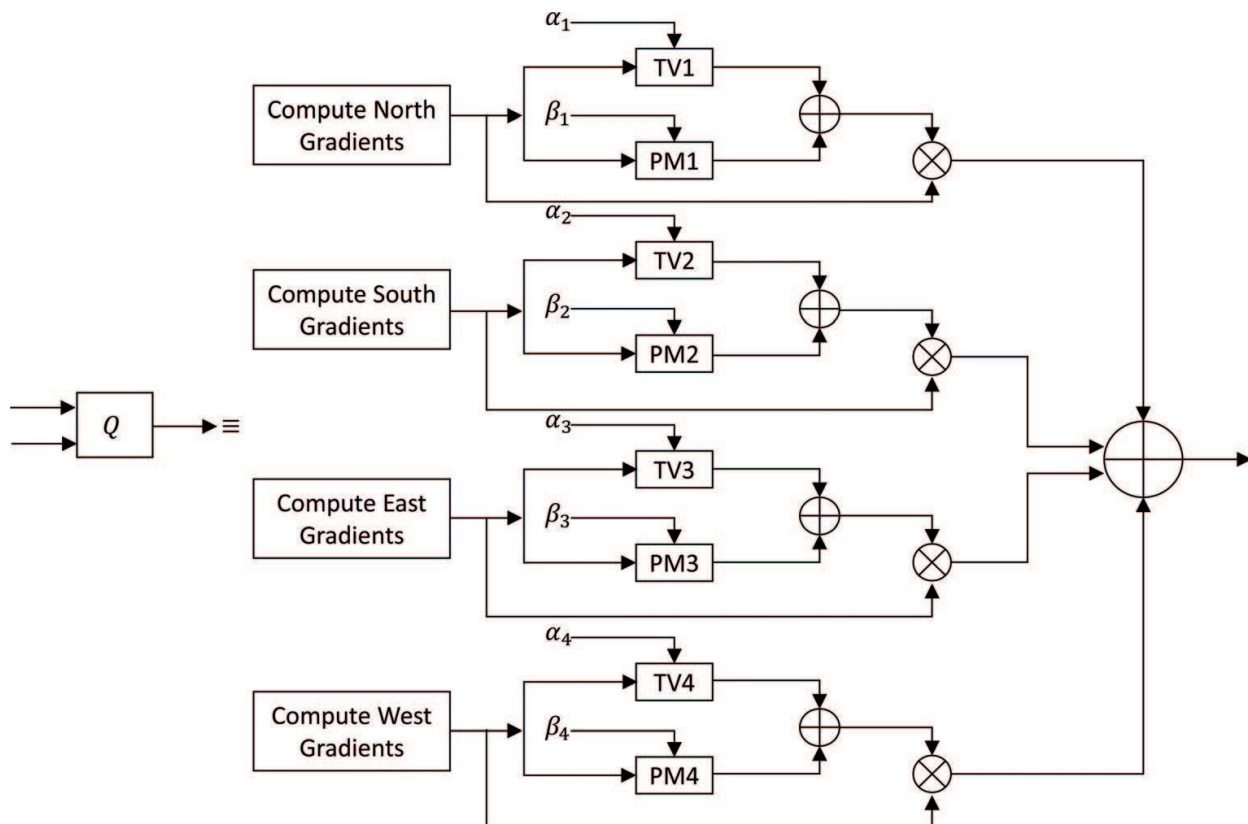 α₁
TV1
Compute North
Gradients
β₁
PM1
α₂
TV2
Compute South
Gradients
β₂
PM2
Q
≡
α₃
TV3
Compute East
Gradients
β₃
PM3
α₄
TV4
Compute West
Gradients
β₄
PM4